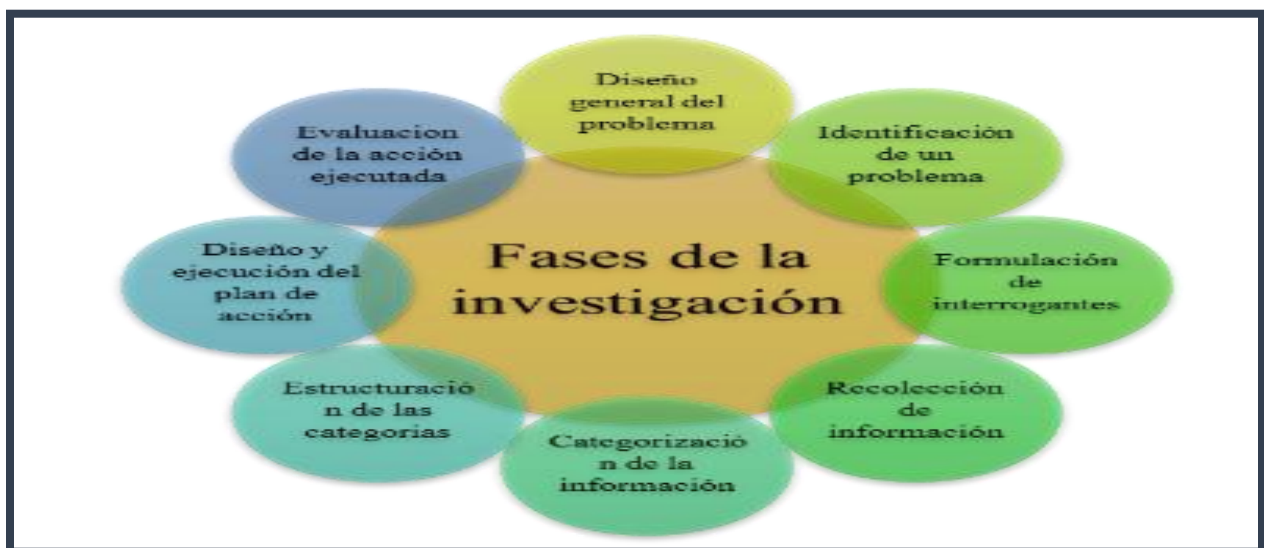 Diseño
general del
problema
Identificación
de un
problema
Formulación
de
interrogantes
Recolección
de
información
Categorizació
n de la
información
Estructuració
n de las
categorias
Diseño y
ejecución del
plan de
acción
Evaluacion
de la acción
ejecutada
Fases de la
investigación